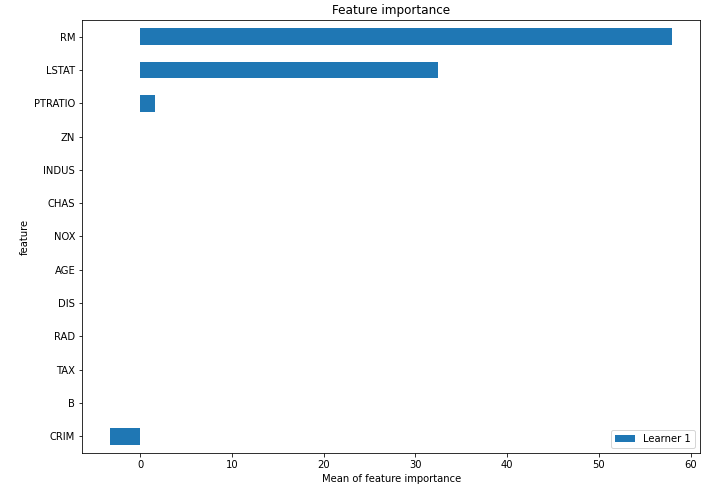 Feature importance
RM
LSTAT
PTRATIO
ZN
INDUS
CHAS
NOX
AGE
DIS
RAD
TAX
B
CRIM
feature
Learner 1
0 10 20 30 40 50 60
Mean of feature importance